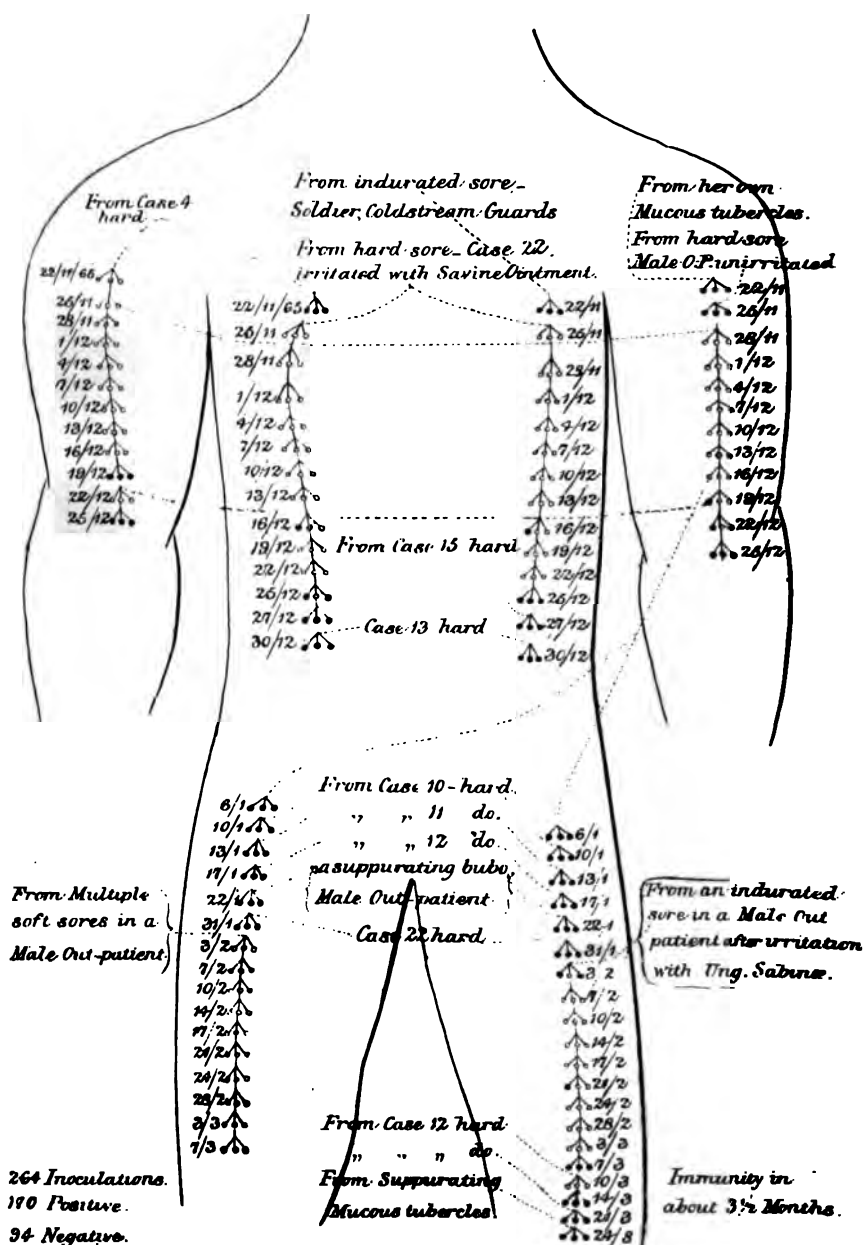 From Case 4
hard
From indurated sore_
Soldier, Coldstream Guards
From hard sore_ Case 22.
irritated with Savine Ointment.
From her own
Mucous tubercles.
From hard sore
Male O.P. unirritated
22/11/65
25/11
28/11
1/12
4/12
7/12
10/12
13/12
16/12
19/12
22/12
25/12
22/11/65
25/11
28/11
1/12
4/12
7/12
10/12
13/12
16/12
19/12
22/12
25/12
27/12
30/12
22/11
25/11
28/11
1/12
4/12
7/12
10/12
13/12
16/12
19/12
22/12
25/12
27/12
30/12
22/11
25/11
28/11
1/12
4/12
7/12
10/12
13/12
16/12
19/12
22/12
25/12
From Case 15 hard
Case 13 hard
From Case 10 - hard.
„ „ 11 do.
„ „ 12 do
„ a suppurating bubo,
Male Out-patient
Case 22 hard
6/1
10/1
13/1
17/1
22/1
31/1
3/2
7/2
10/2
14/2
17/2
21/2
24/2
28/2
3/3
7/3
6/1
10/1
13/1
17/1
22/1
31/1
3/2
7/2
10/2
14/2
17/2
21/2
24/2
28/2
3/3
7/3
10/3
14/3
21/3
24/3
From Multiple
soft sores in a
Male Out-patient
From an indurated
sore in a Male Out
patient after irritation
with Ung. Sabinæ.
From Case 12 hard
„ „ „ do
From Suppurating
Mucous tubercles.
264 Inoculations.
170 Positive.
94 Negative.
Immunity in
about 3½ Months.